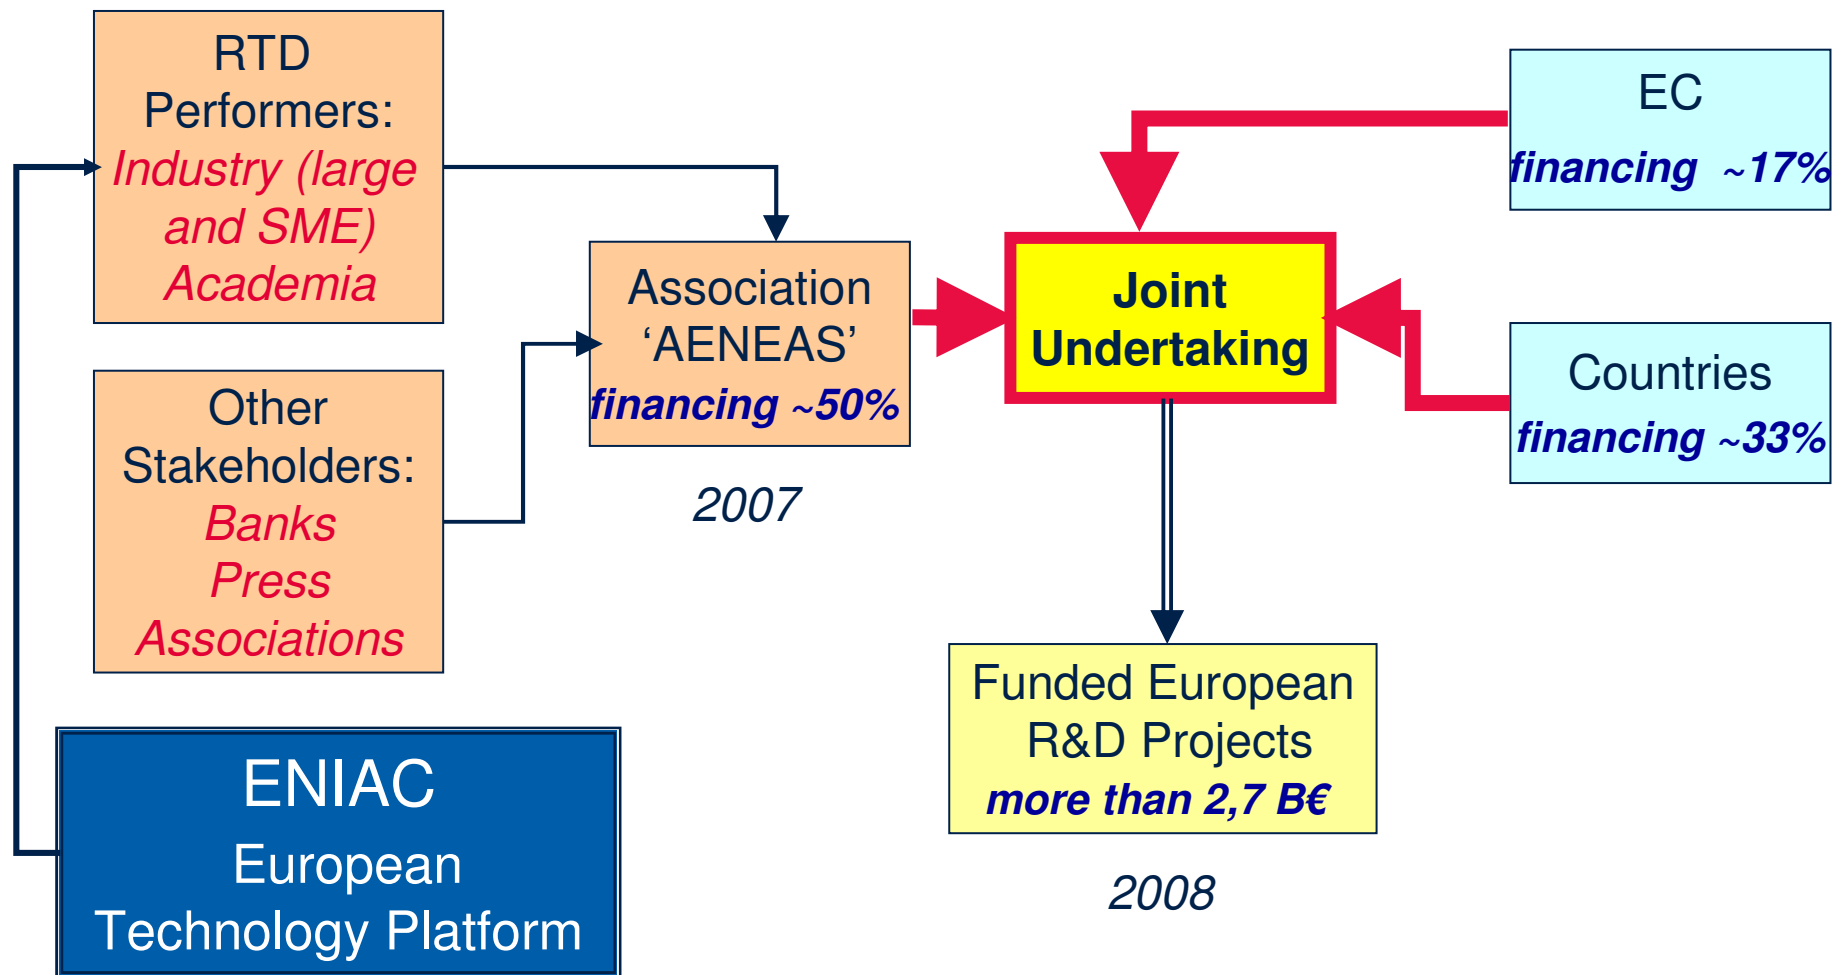 RTD
Performers:
Industry (large
and SME)
Academia
Other
Stakeholders:
Banks
Press
Associations
ENIAC
European
Technology Platform
Association
‘AENEAS’
financing ~50%
2007
Joint
Undertaking
EC
financing ~17%
Countries
financing ~33%
Funded European
R&D Projects
more than 2,7 B€
2008